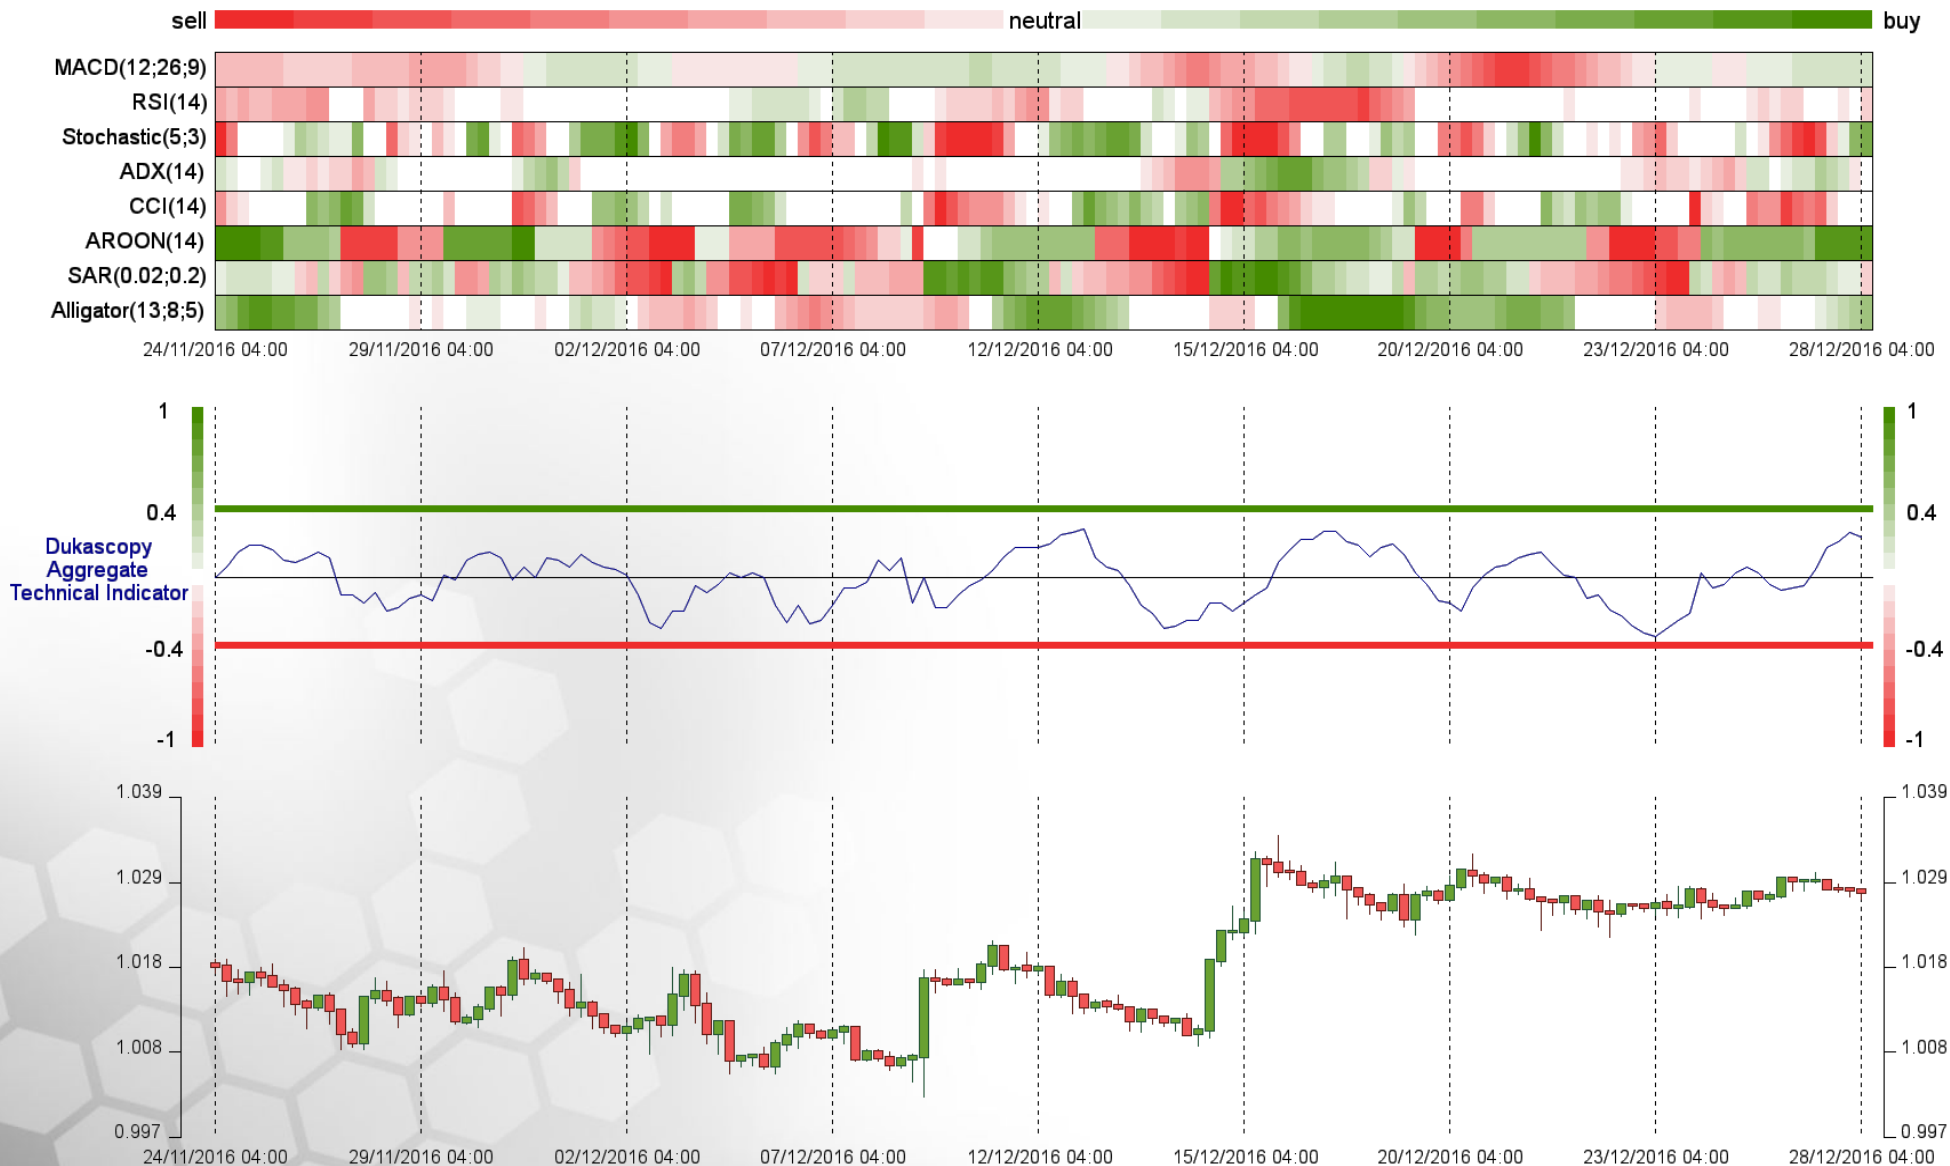 sell neutral buy
MACD(12;26;9)
RSI(14)
Stochastic(5;3)
ADX(14)
CCI(14)
AROON(14)
SAR(0.02;0.2)
Alligator(13;8;5)
24/11/2016 04:00 29/11/2016 04:00 02/12/2016 04:00 07/12/2016 04:00 12/12/2016 04:00 15/12/2016 04:00 20/12/2016 04:00 23/12/2016 04:00 28/12/2016 04:00
1 1
0.4 0.4
Dukascopy
Aggregate
Technical Indicator
-0.4 -0.4
-1 -1
1.039 1.039
1.029 1.029
1.018 1.018
1.008 1.008
0.997 0.997
24/11/2016 04:00 29/11/2016 04:00 02/12/2016 04:00 07/12/2016 04:00 12/12/2016 04:00 15/12/2016 04:00 20/12/2016 04:00 23/12/2016 04:00 28/12/2016 04:00